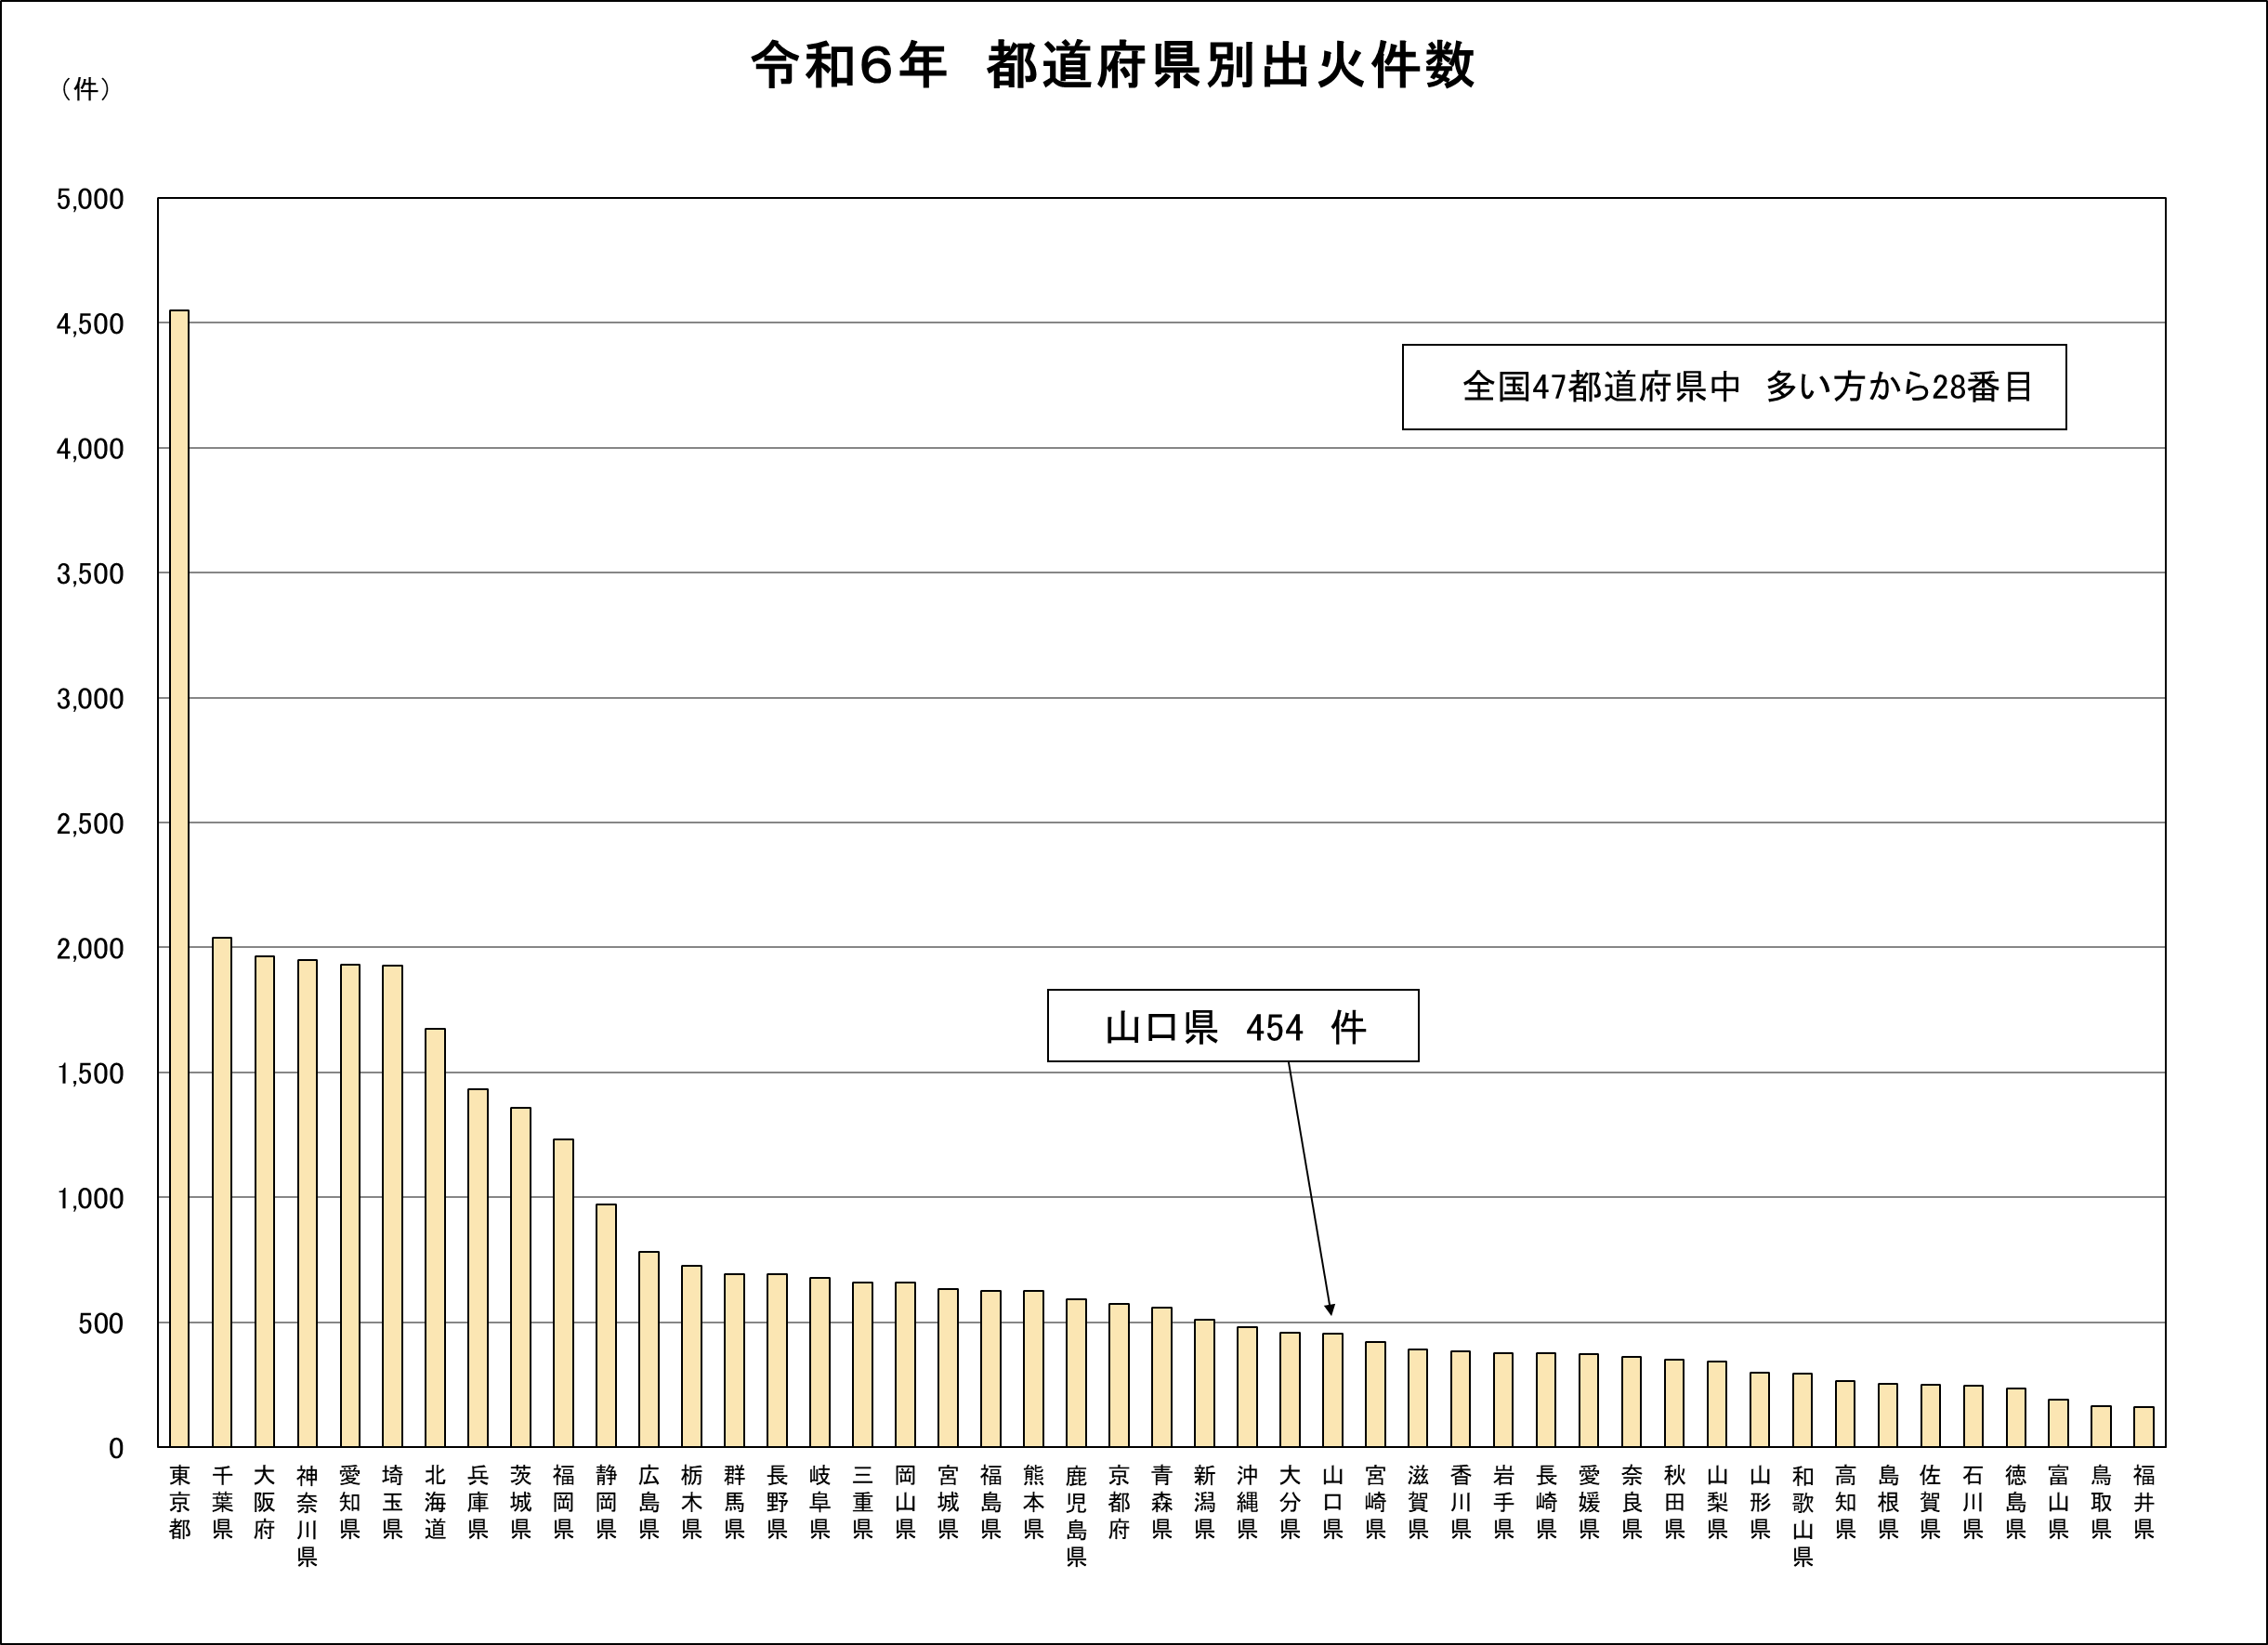 令和６年　都道府県別出火件数
（件）
5,000
4,500
4,000
3,500
3,000
2,500
2,000
1,500
1,000
500
0
全国47都道府県中　多い方から28番目
山口県　454　件
東京都
千葉県
大阪府
神奈川県
愛知県
埼玉県
北海道
兵庫県
茨城県
福岡県
静岡県
広島県
栃木県
群馬県
長野県
岐阜県
三重県
岡山県
宮城県
福島県
熊本県
鹿児島県
京都府
青森県
新潟県
沖縄県
大分県
山口県
宮崎県
滋賀県
香川県
岩手県
長崎県
愛媛県
奈良県
秋田県
山梨県
山形県
和歌山県
高知県
島根県
佐賀県
石川県
徳島県
富山県
鳥取県
福井県